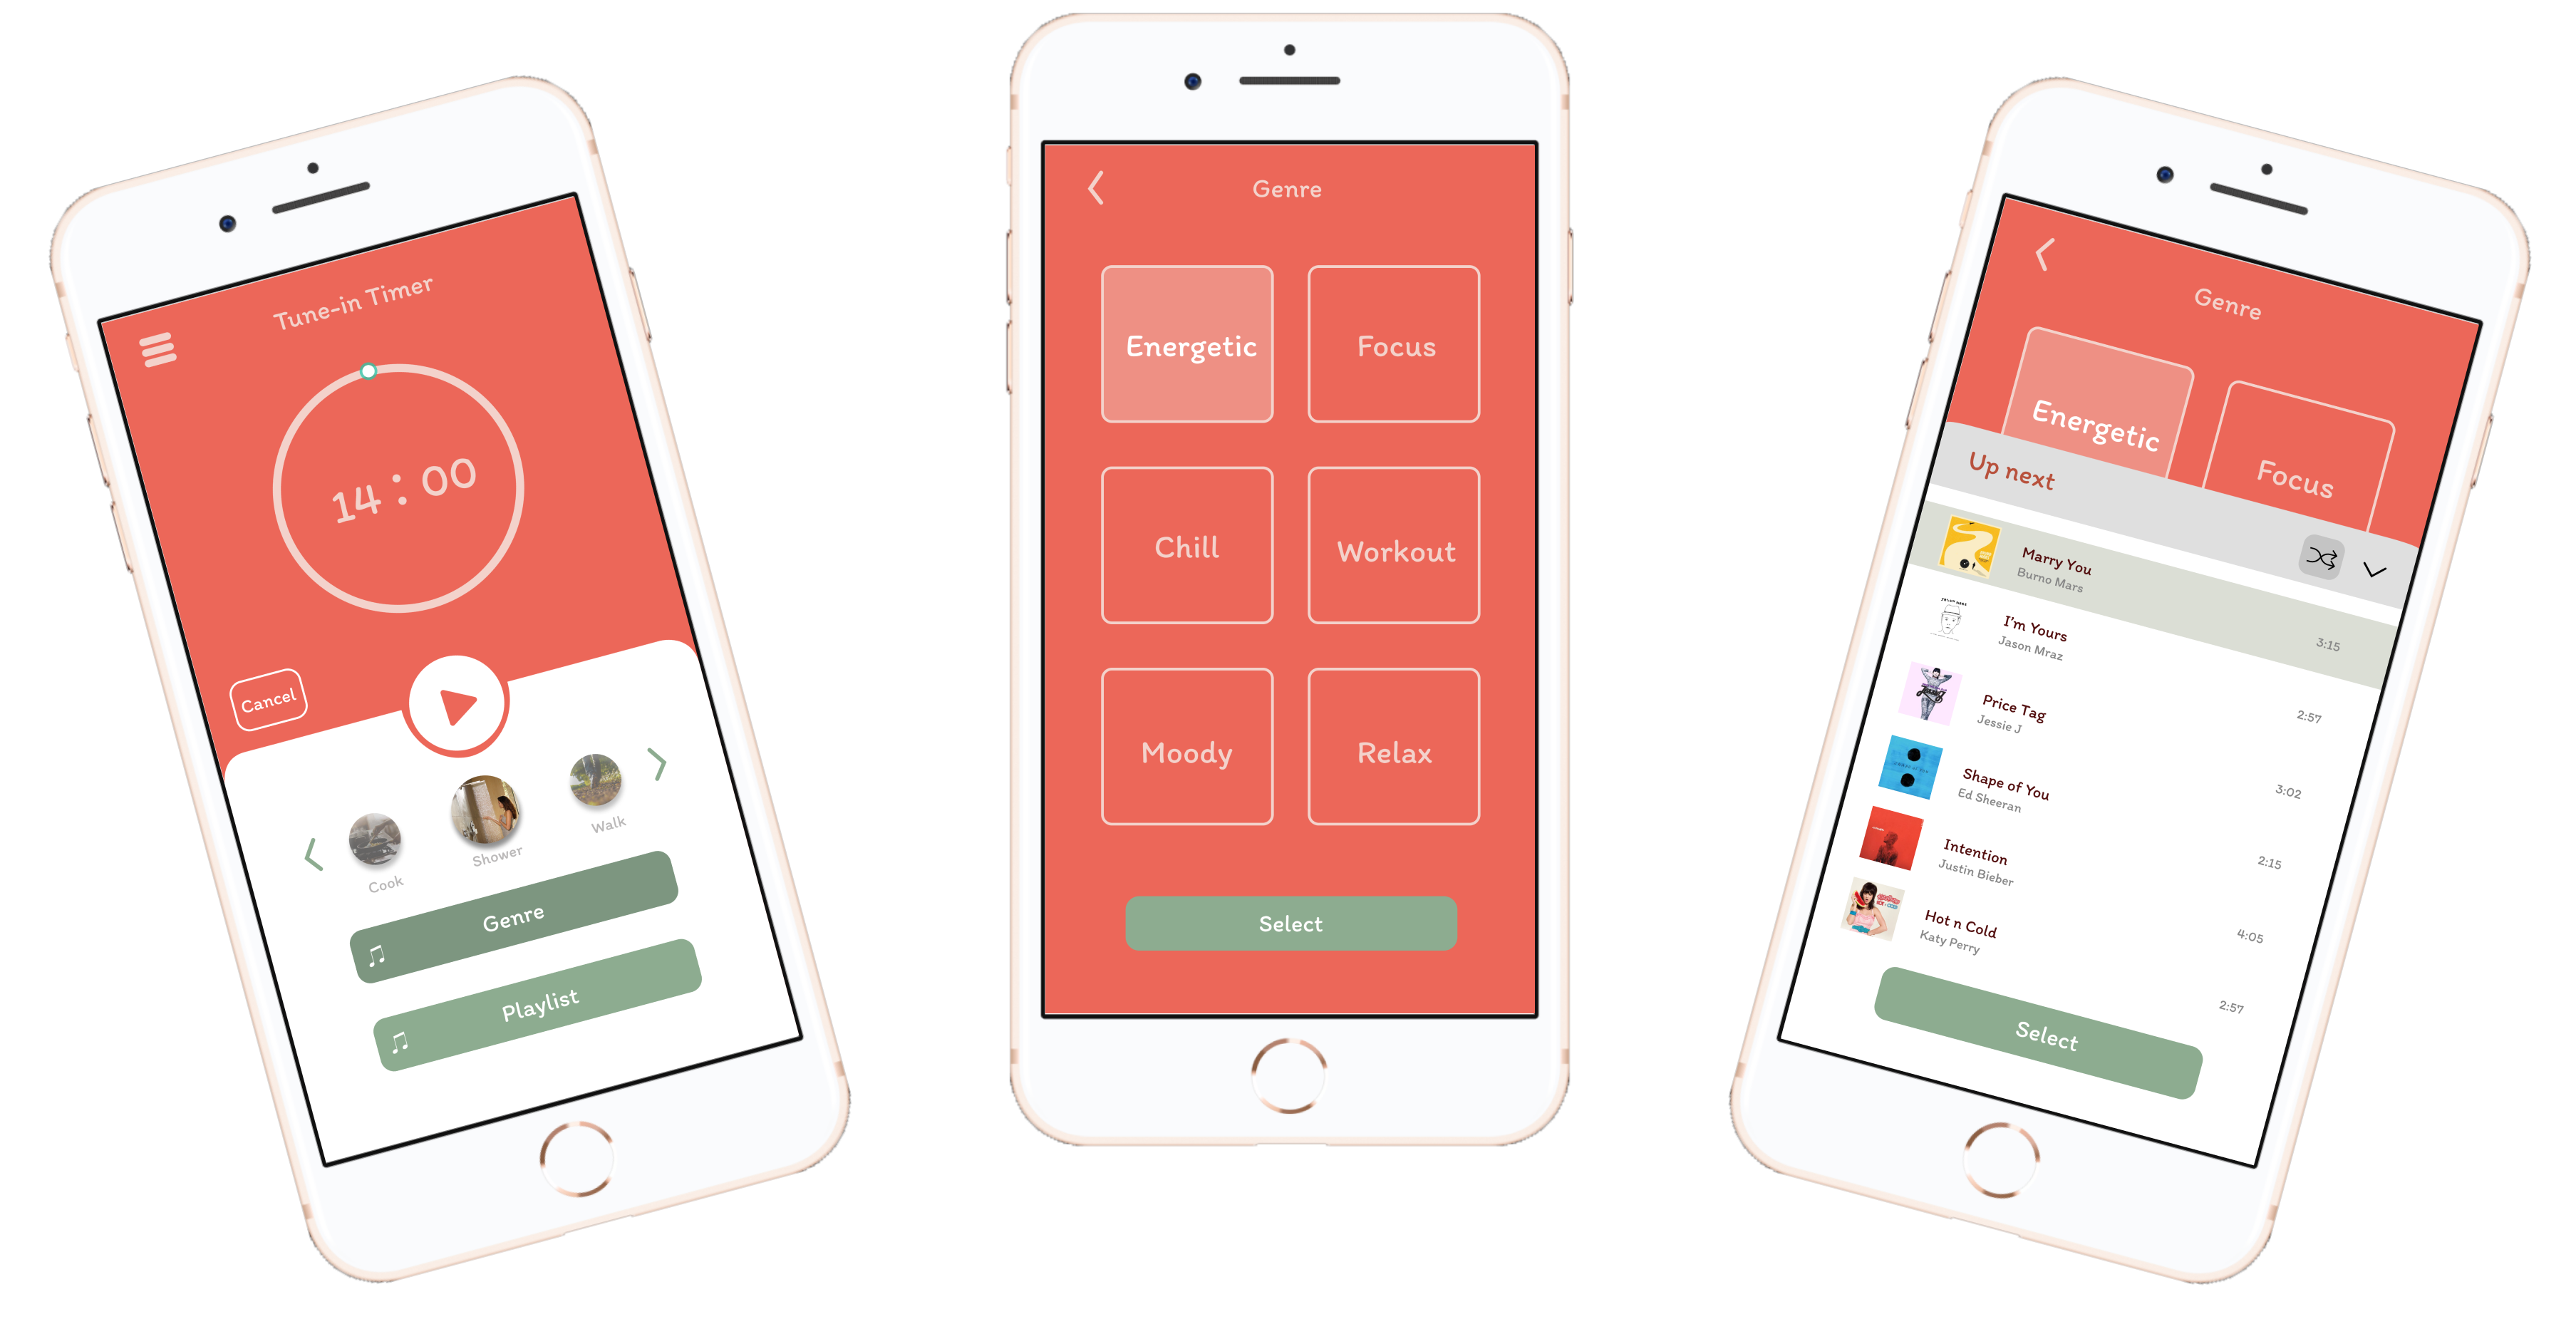 Tune-in Timer
14 : 00
Cancel
Cook
Shower
Walk
Genre
Playlist
Genre
Energetic
Focus
Chill
Workout
Moody
Relax
Select
Genre
Energetic
Focus
Up next
Marry You
Burno Mars
3:15
I'm Yours
Jason Mraz
2:57
Price Tag
Jessie J
3:02
Shape of You
Ed Sheeran
2:15
Intention
Justin Bieber
4:05
Hot n Cold
Katy Perry
2:57
Select